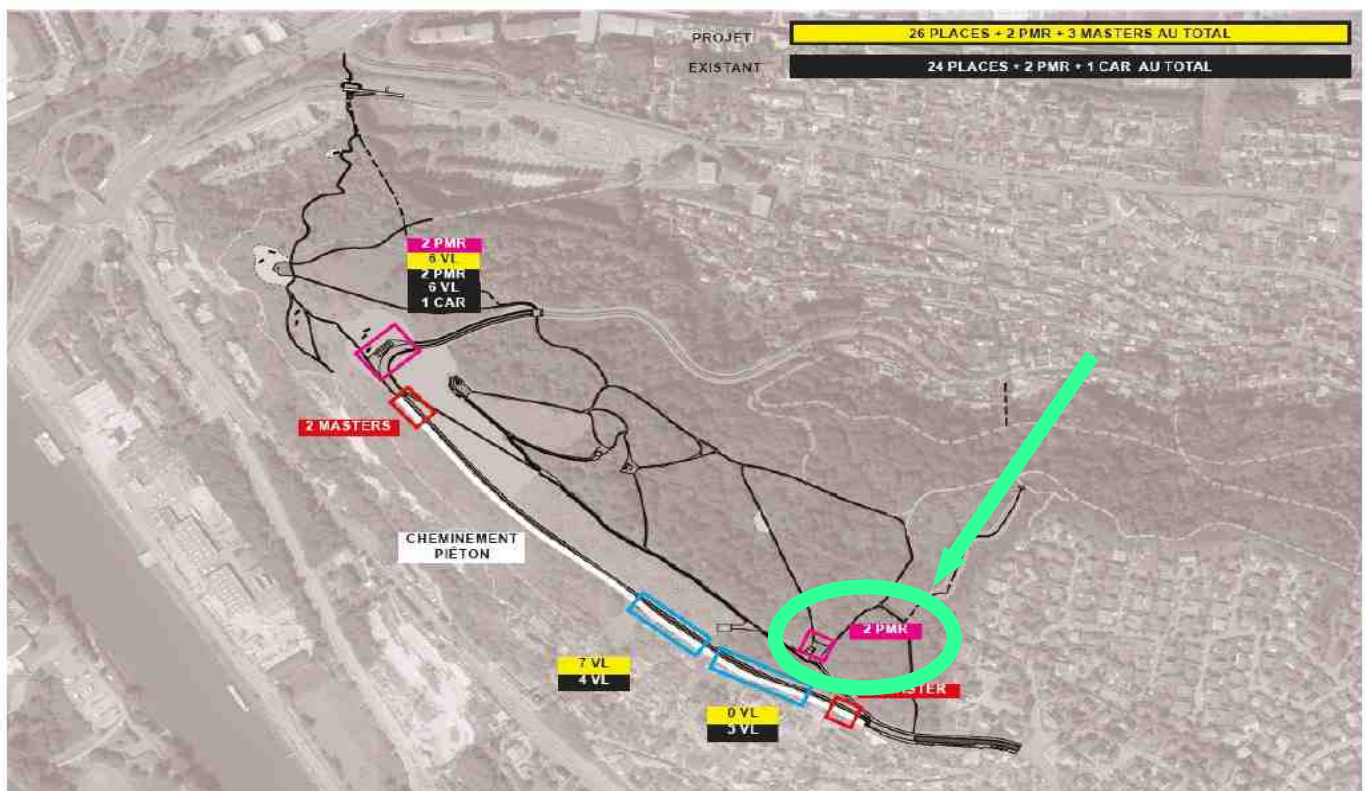 PROJET
26 PLACES + 2 PMR + 3 MASTERS AU TOTAL
EXISTANT
24 PLACES + 2 PMR + 1 CAR AU TOTAL
2 PMR
6 VL
2 PMR
6 VL
1 CAR
2 MASTERS
CHEMINEMENT
PIÉTON
2 PMR
7 VL
4 VL
0 VL